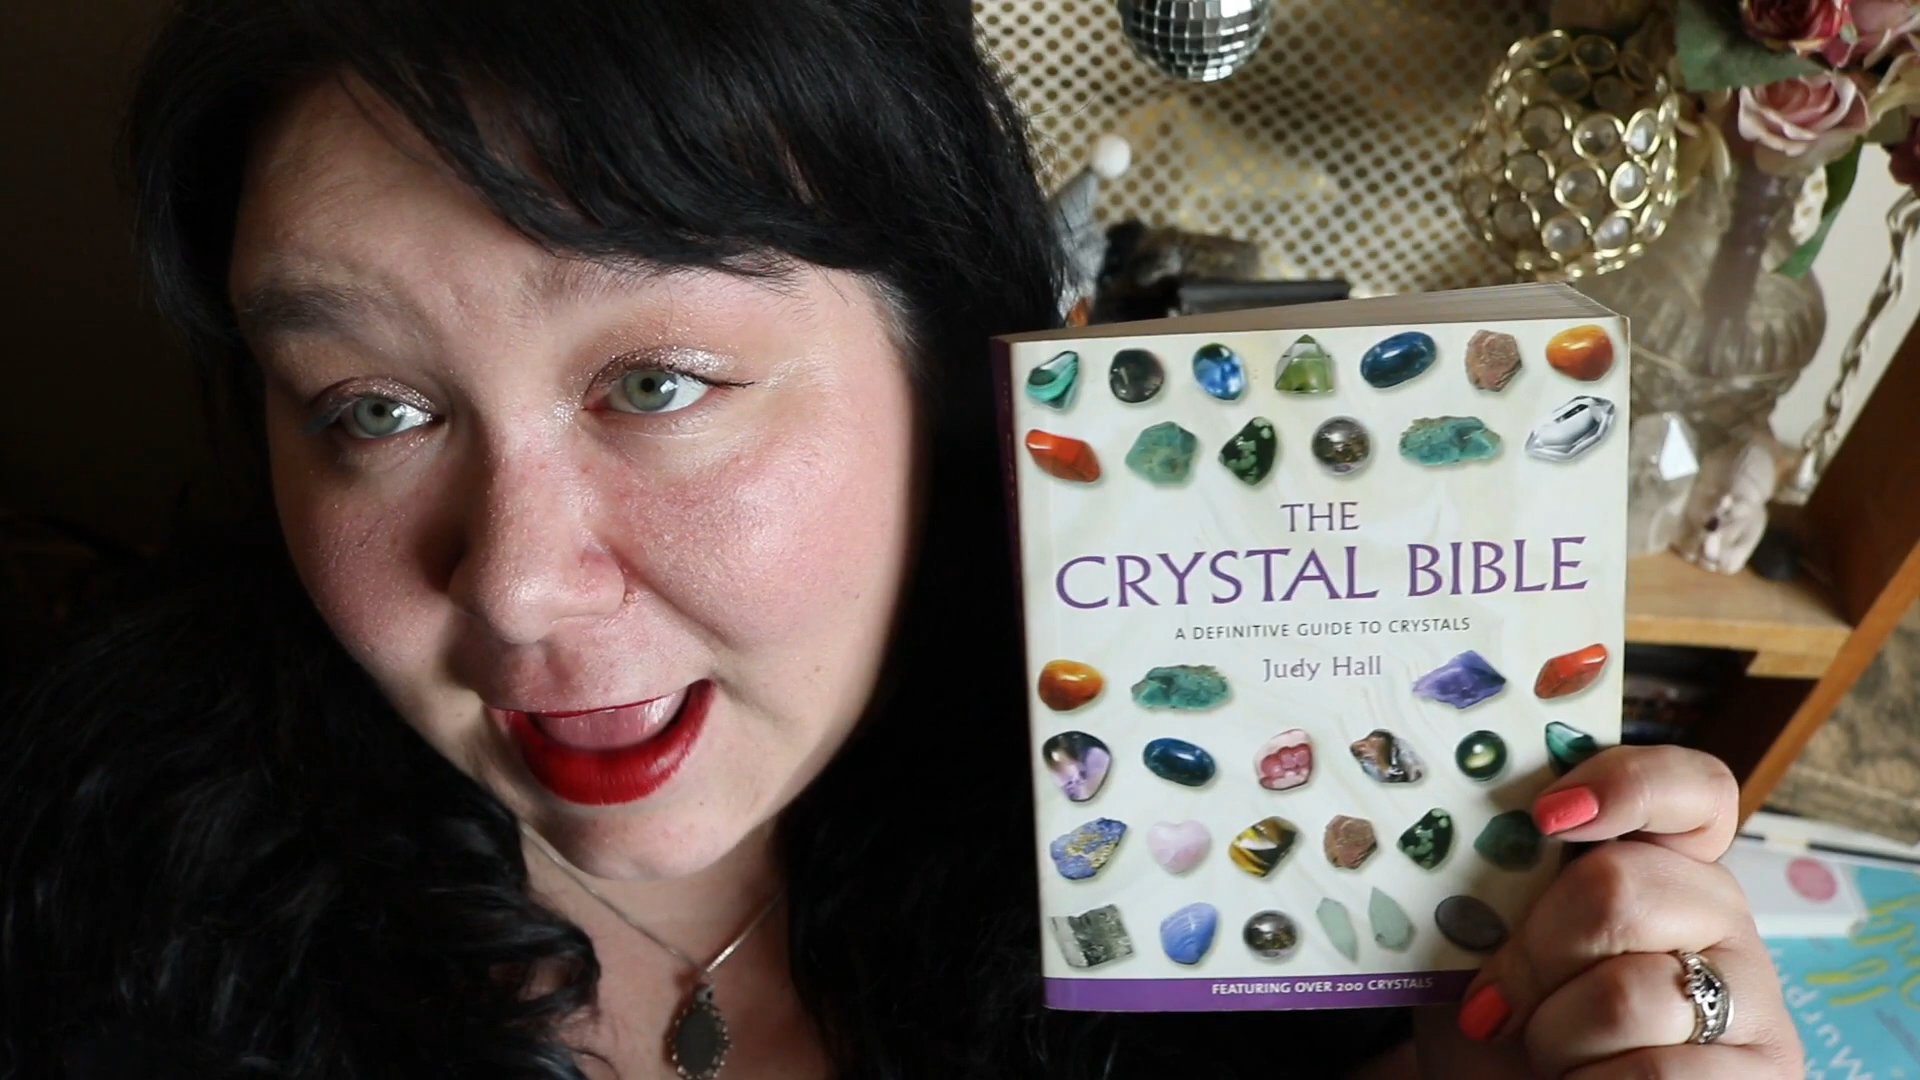 THE
CRYSTAL BIBLE
A DEFINITIVE GUIDE TO CRYSTALS
Judy Hall
FEATURING OVER 200 CRYSTALS